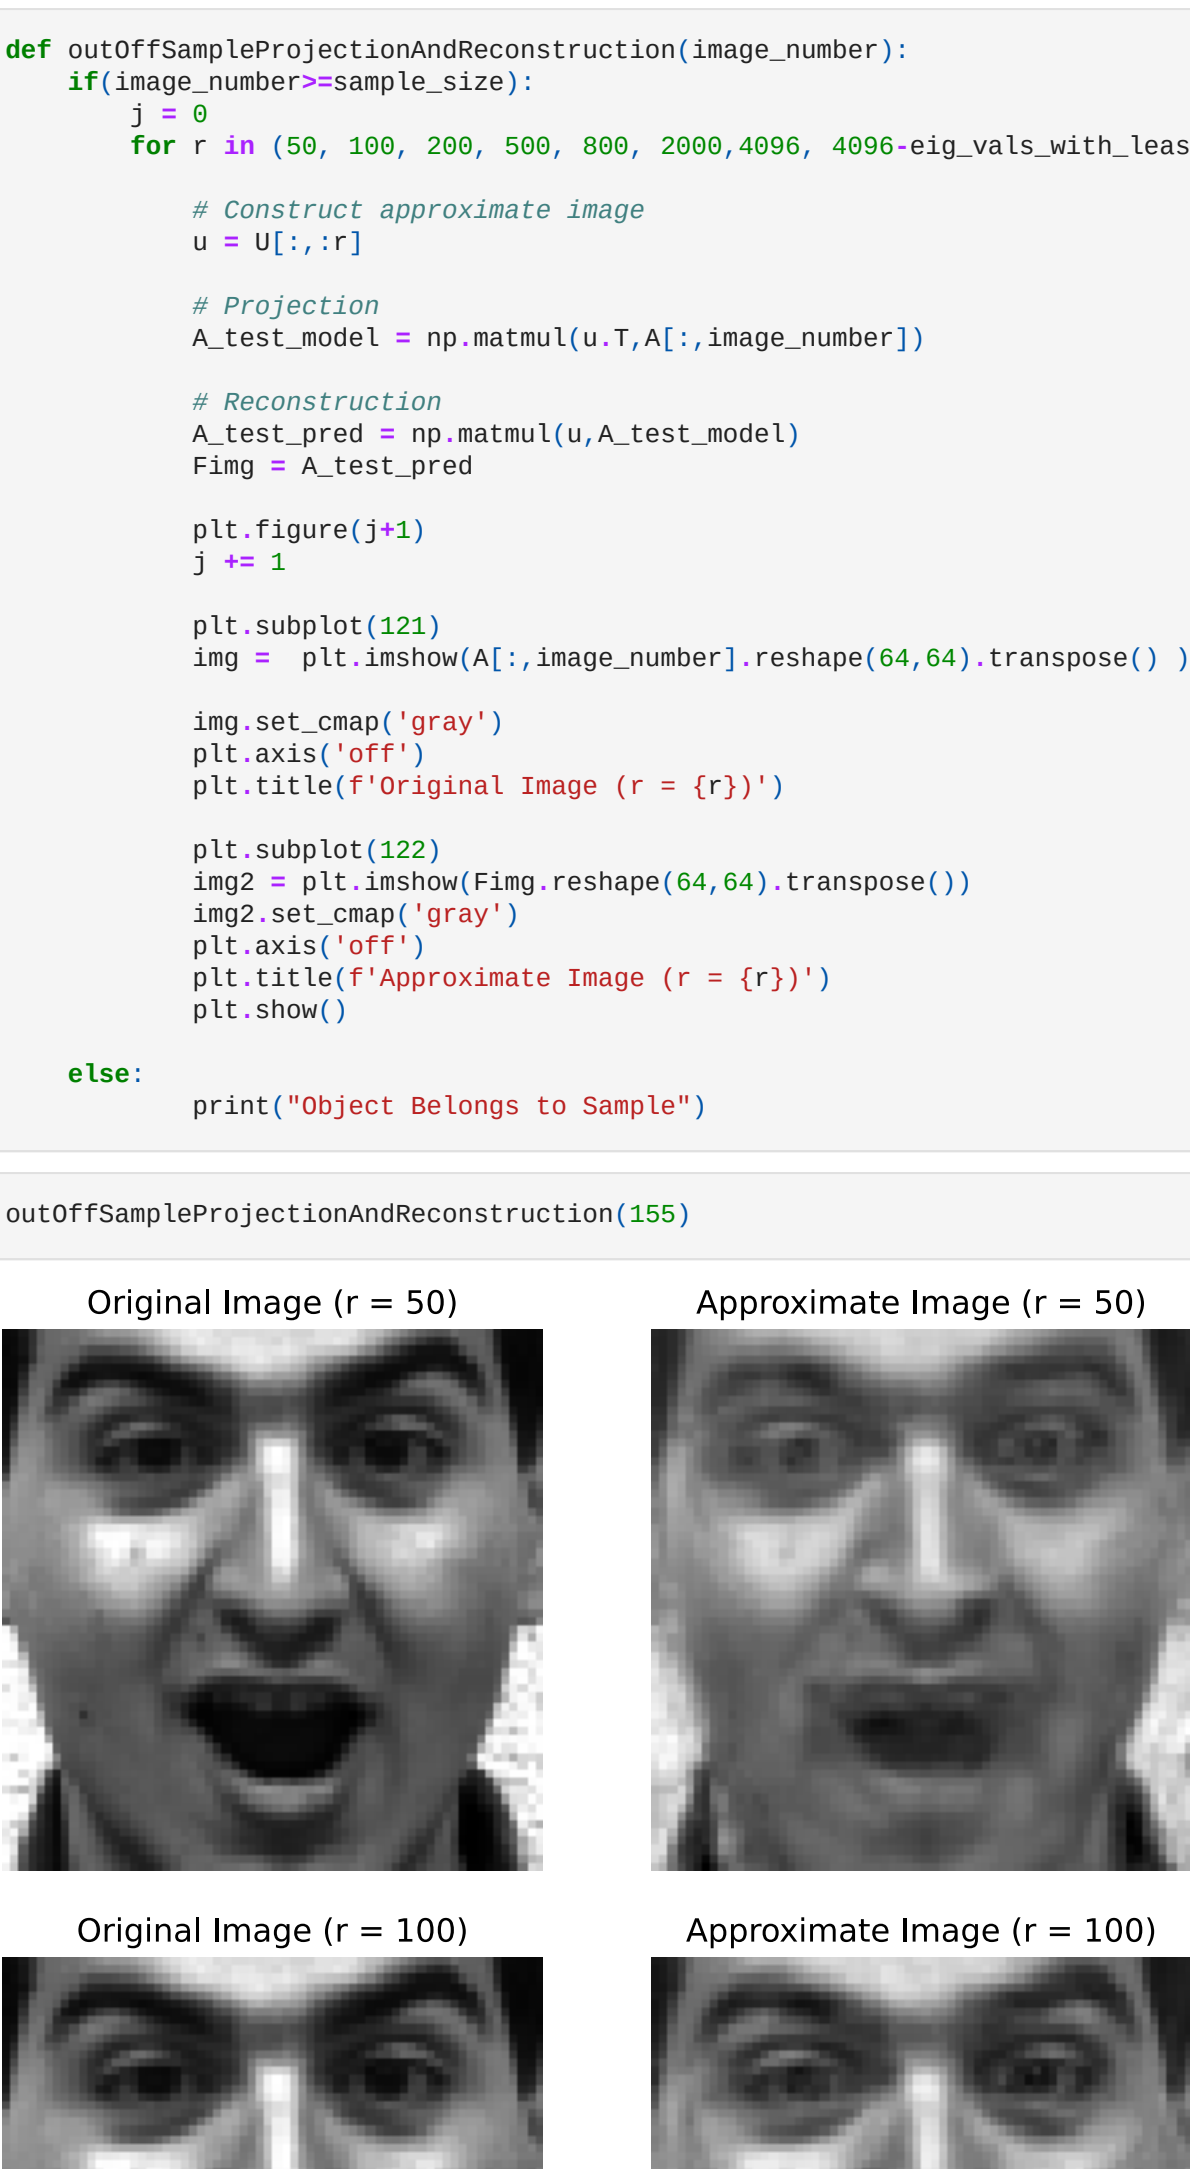 def outOffSampleProjectionAndReconstruction(image_number):
    if(image_number>=sample_size):
        j = 0
        for r in (50, 100, 200, 500, 800, 2000,4096, 4096-eig_vals_with_leas
            # Construct approximate image
            u = U[:,:r]
            # Projection
            A_test_model = np.matmul(u.T,A[:,image_number])
            # Reconstruction
            A_test_pred = np.matmul(u,A_test_model)
            Fimg = A_test_pred
            plt.figure(j+1)
            j += 1
            plt.subplot(121)
            img =  plt.imshow(A[:,image_number].reshape(64,64).transpose() )
            img.set_cmap('gray')
            plt.axis('off')
            plt.title(f'Original Image (r = {r})')
            plt.subplot(122)
            img2 = plt.imshow(Fimg.reshape(64,64).transpose())
            img2.set_cmap('gray')
            plt.axis('off')
            plt.title(f'Approximate Image (r = {r})')
            plt.show()
    else:
            print("Object Belongs to Sample")
outOffSampleProjectionAndReconstruction(155)
Original Image (r = 50)
Approximate Image (r = 50)
Original Image (r = 100)
Approximate Image (r = 100)